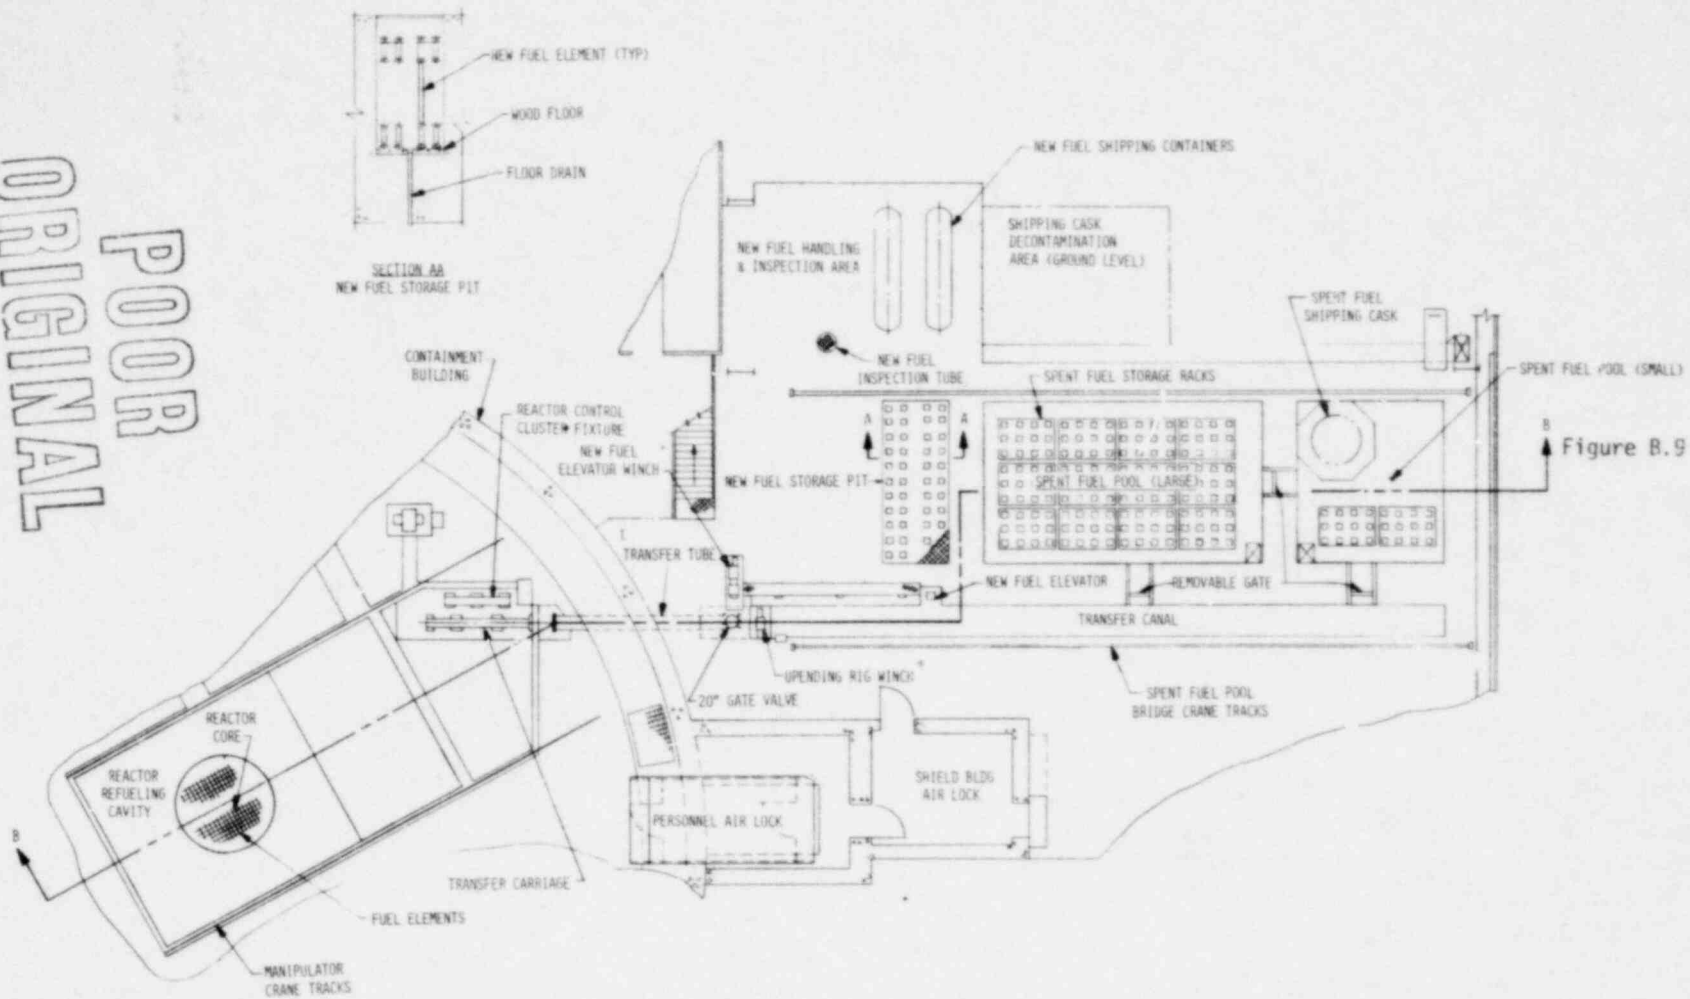 POOR
ORIGINAL
NEW FUEL ELEMENT (TYP)
WOOD FLOOR
FLOOR DRAIN
SECTION AA
NEW FUEL STORAGE PIT
NEW FUEL SHIPPING CONTAINERS
NEW FUEL HANDLING
& INSPECTION AREA
SHIPPING CASK
DECONTAMINATION
AREA (GROUND LEVEL)
SPENT FUEL
SHIPPING CASK
CONTAINMENT
BUILDING
NEW FUEL
INSPECTION TUBE
SPENT FUEL STORAGE RACKS
SPENT FUEL POOL (SMALL)
REACTOR CONTROL
CLUSTER FIXTURE
NEW FUEL
ELEVATOR WINCH
A
A
B
Figure B.9
NEW FUEL STORAGE PIT
SPENT FUEL POOL (LARGE)
TRANSFER TUBE
NEW FUEL ELEVATOR
REMOVABLE GATE
TRANSFER CANAL
UPENDING RIG WINCH
20" GATE VALVE
SPENT FUEL POOL
BRIDGE CRANE TRACKS
REACTOR
CORE
REACTOR
REFUELING
CAVITY
SHIELD BLDG
AIR LOCK
PERSONNEL AIR LOCK
B
TRANSFER CARRIAGE
FUEL ELEMENTS
MANIPULATOR
CRANE TRACKS